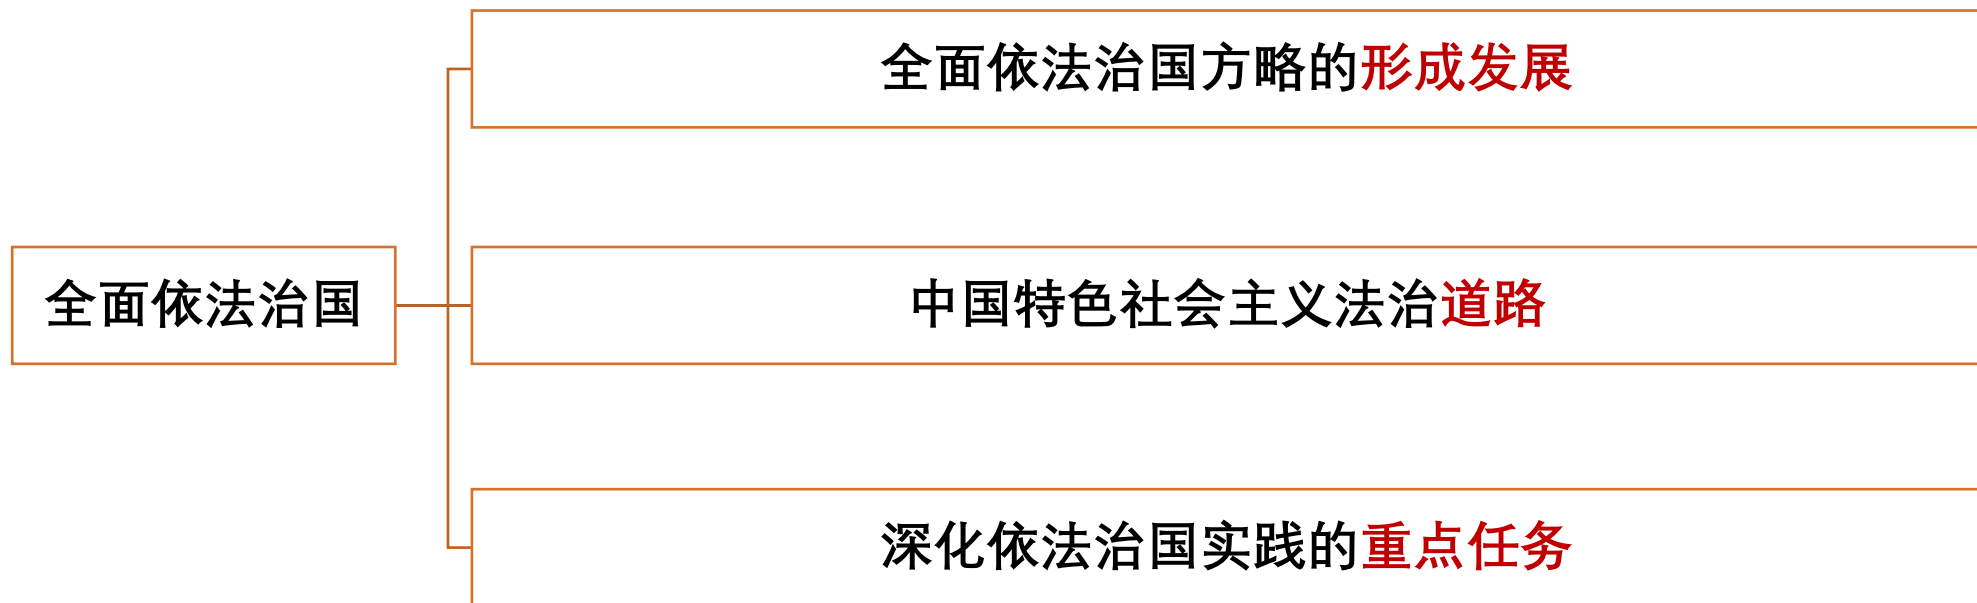 全面依法治国方略的形成发展
全面依法治国
中国特色社会主义法治道路
深化依法治国实践的重点任务